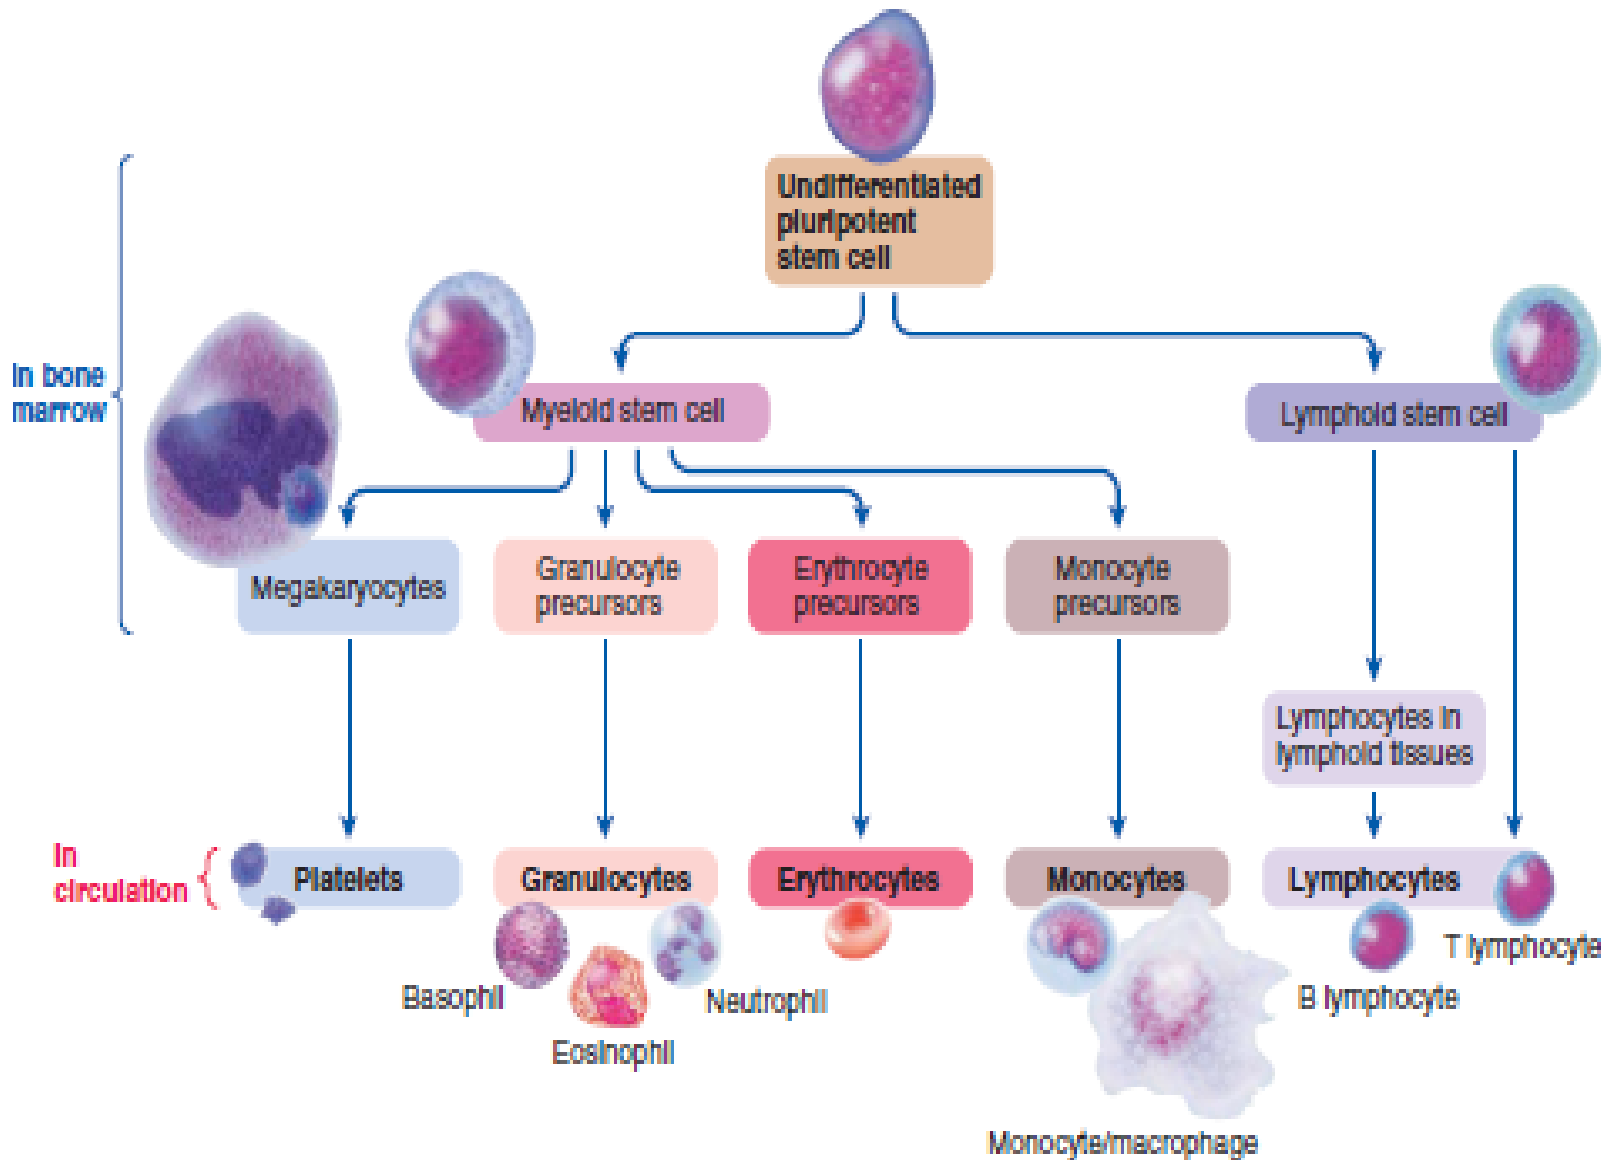 Undifferentiated
pluripotent
stem cell
In bone
marrow
Myeloid stem cell
Lymphoid stem cell
Megakaryocytes
Granulocyte
precursors
Erythrocyte
precursors
Monocyte
precursors
Lymphocytes in
lymphoid tissues
In
circulation
Platelets
Granulocytes
Erythrocytes
Monocytes
Lymphocytes
Basophil
Eosinophil
Neutrophil
Monocyte/macrophage
B lymphocyte
T lymphocyte